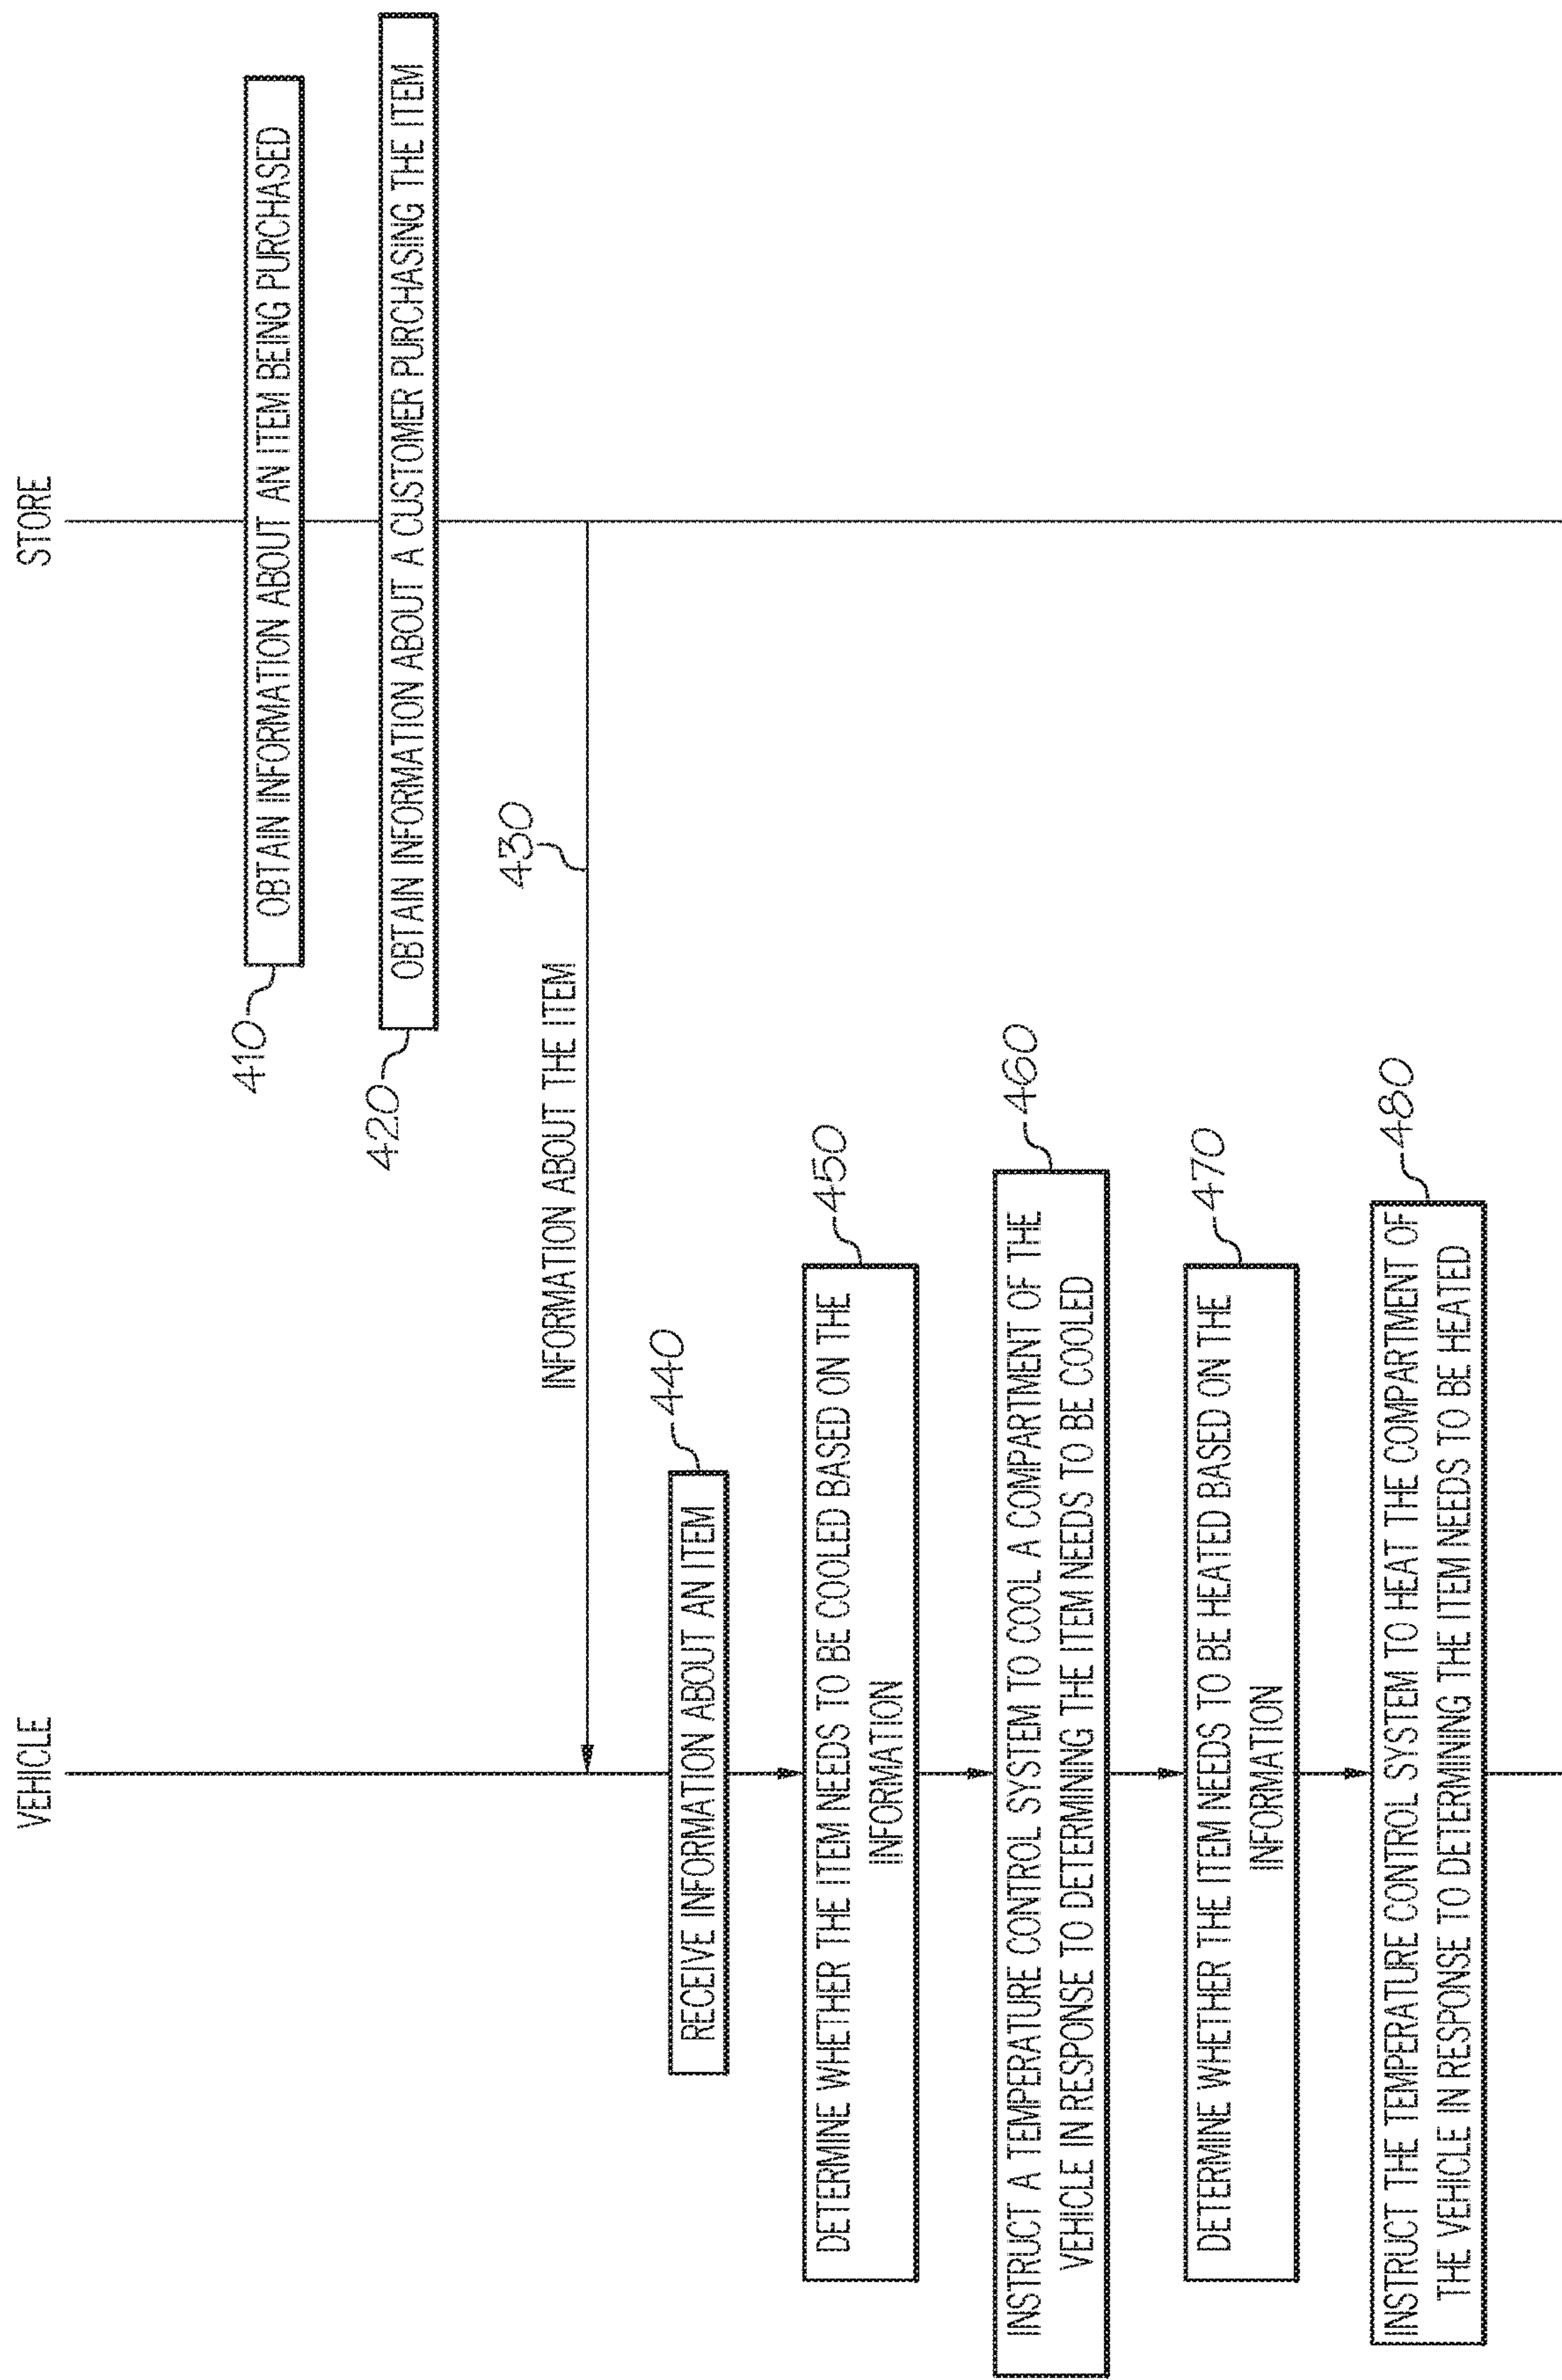 VEHICLE
STORE
410
OBTAIN INFORMATION ABOUT AN ITEM BEING PURCHASED
420
OBTAIN INFORMATION ABOUT A CUSTOMER PURCHASING THE ITEM
430
INFORMATION ABOUT THE ITEM
440
RECEIVE INFORMATION ABOUT AN ITEM
450
DETERMINE WHETHER THE ITEM NEEDS TO BE COOLED BASED ON THE
INFORMATION
460
INSTRUCT A TEMPERATURE CONTROL SYSTEM TO COOL A COMPARTMENT OF THE
VEHICLE IN RESPONSE TO DETERMINING THE ITEM NEEDS TO BE COOLED
470
DETERMINE WHETHER THE ITEM NEEDS TO BE HEATED BASED ON THE
INFORMATION
480
INSTRUCT THE TEMPERATURE CONTROL SYSTEM TO HEAT THE COMPARTMENT OF
THE VEHICLE IN RESPONSE TO DETERMINING THE ITEM NEEDS TO BE HEATED